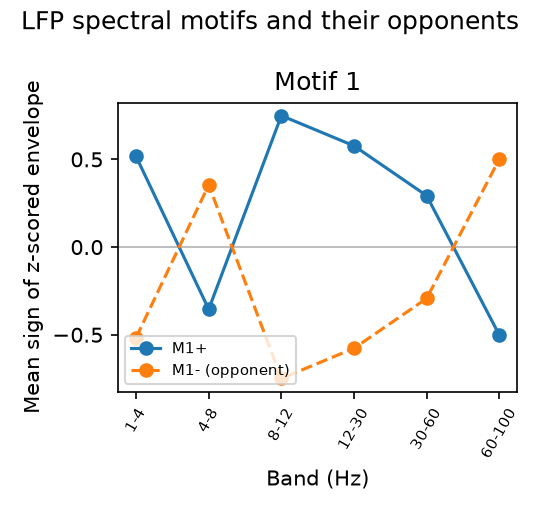 LFP spectral motifs and their opponents
Motif 1
Mean sign of z-scored envelope
0.5
0.0
−0.5
M1+
M1- (opponent)
1-4
4-8
8-12
12-30
30-60
60-100
Band (Hz)